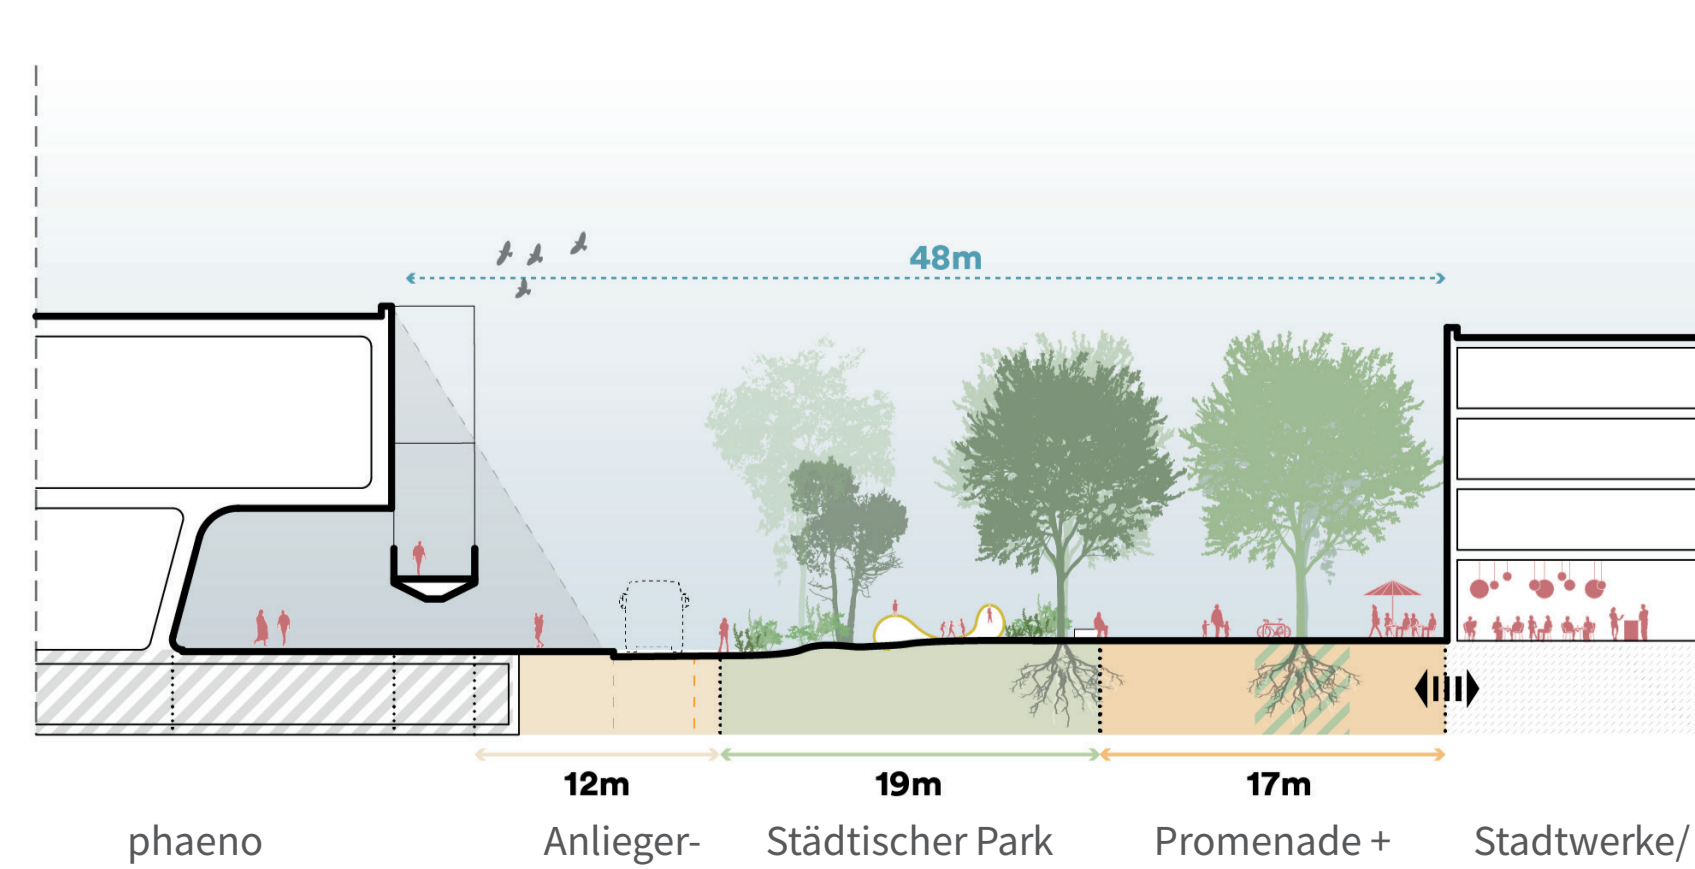 48m
12m 19m 17m
phaeno Anlieger- Städtischer Park Promenade + Stadtwerke/